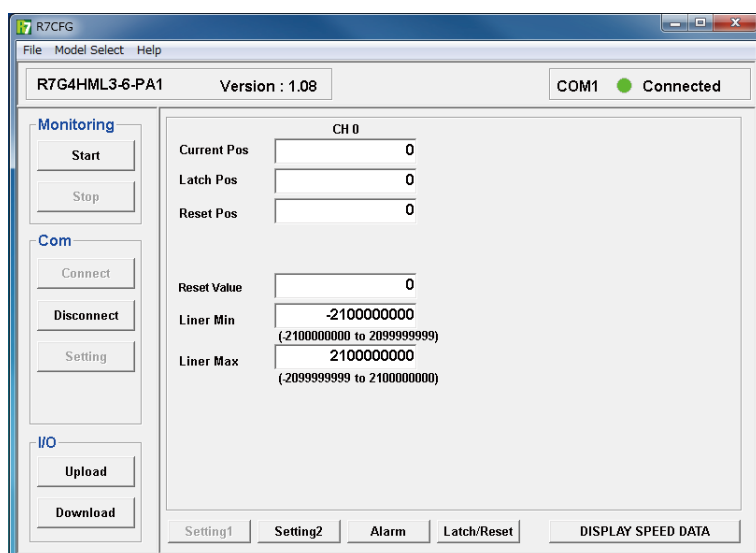 R7 R7CFG
File Model Select Help
R7G4HML3-6-PA1 Version : 1.08 COM1 Connected
Monitoring
Start
Stop
Com
Connect
Disconnect
Setting
I/O
Upload
Download
CH 0
Current Pos 0
Latch Pos 0
Reset Pos 0
Reset Value 0
Liner Min -2100000000
(-2100000000 to 2099999999)
Liner Max 2100000000
(-2099999999 to 2100000000)
Setting1 Setting2 Alarm Latch/Reset DISPLAY SPEED DATA